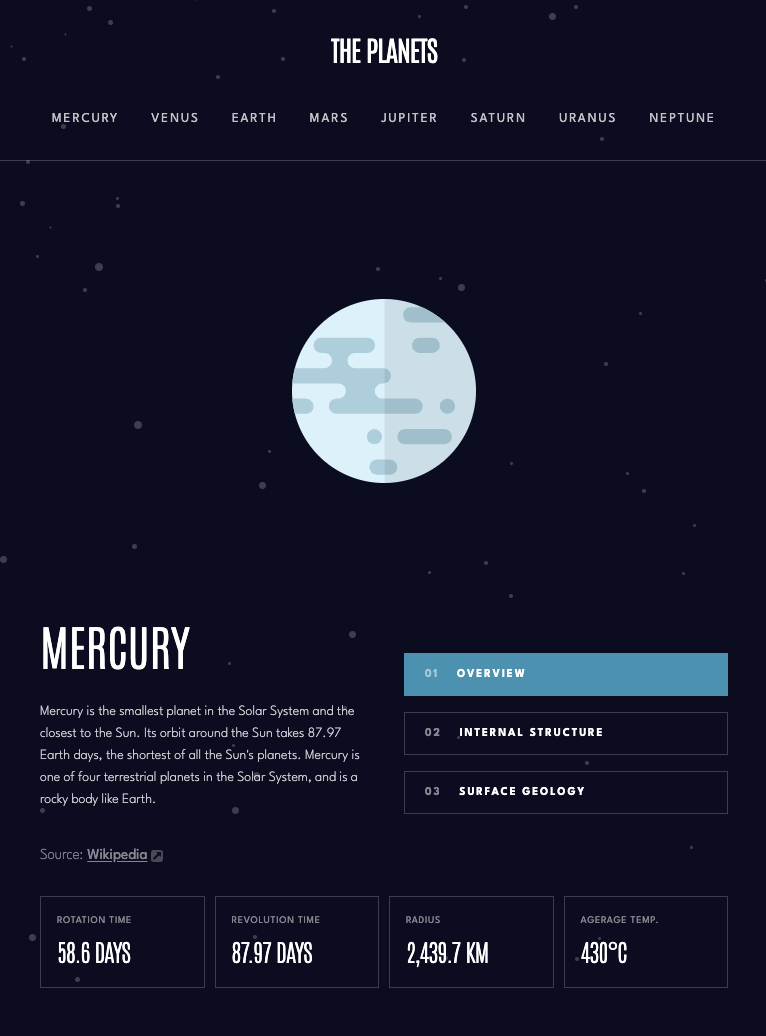 THE PLANETS
MERCURY VENUS EARTH MARS JUPITER SATURN URANUS NEPTUNE
MERCURY
Mercury is the smallest planet in the Solar System and the
closest to the Sun. Its orbit around the Sun takes 87.97
Earth days, the shortest of all the Sun's planets. Mercury is
one of four terrestrial planets in the Solar System, and is a
rocky body like Earth.
Source: Wikipedia
01 OVERVIEW
02 INTERNAL STRUCTURE
03 SURFACE GEOLOGY
ROTATION TIME
58.6 DAYS
REVOLUTION TIME
87.97 DAYS
RADIUS
2,439.7 KM
AGERAGE TEMP.
430°C